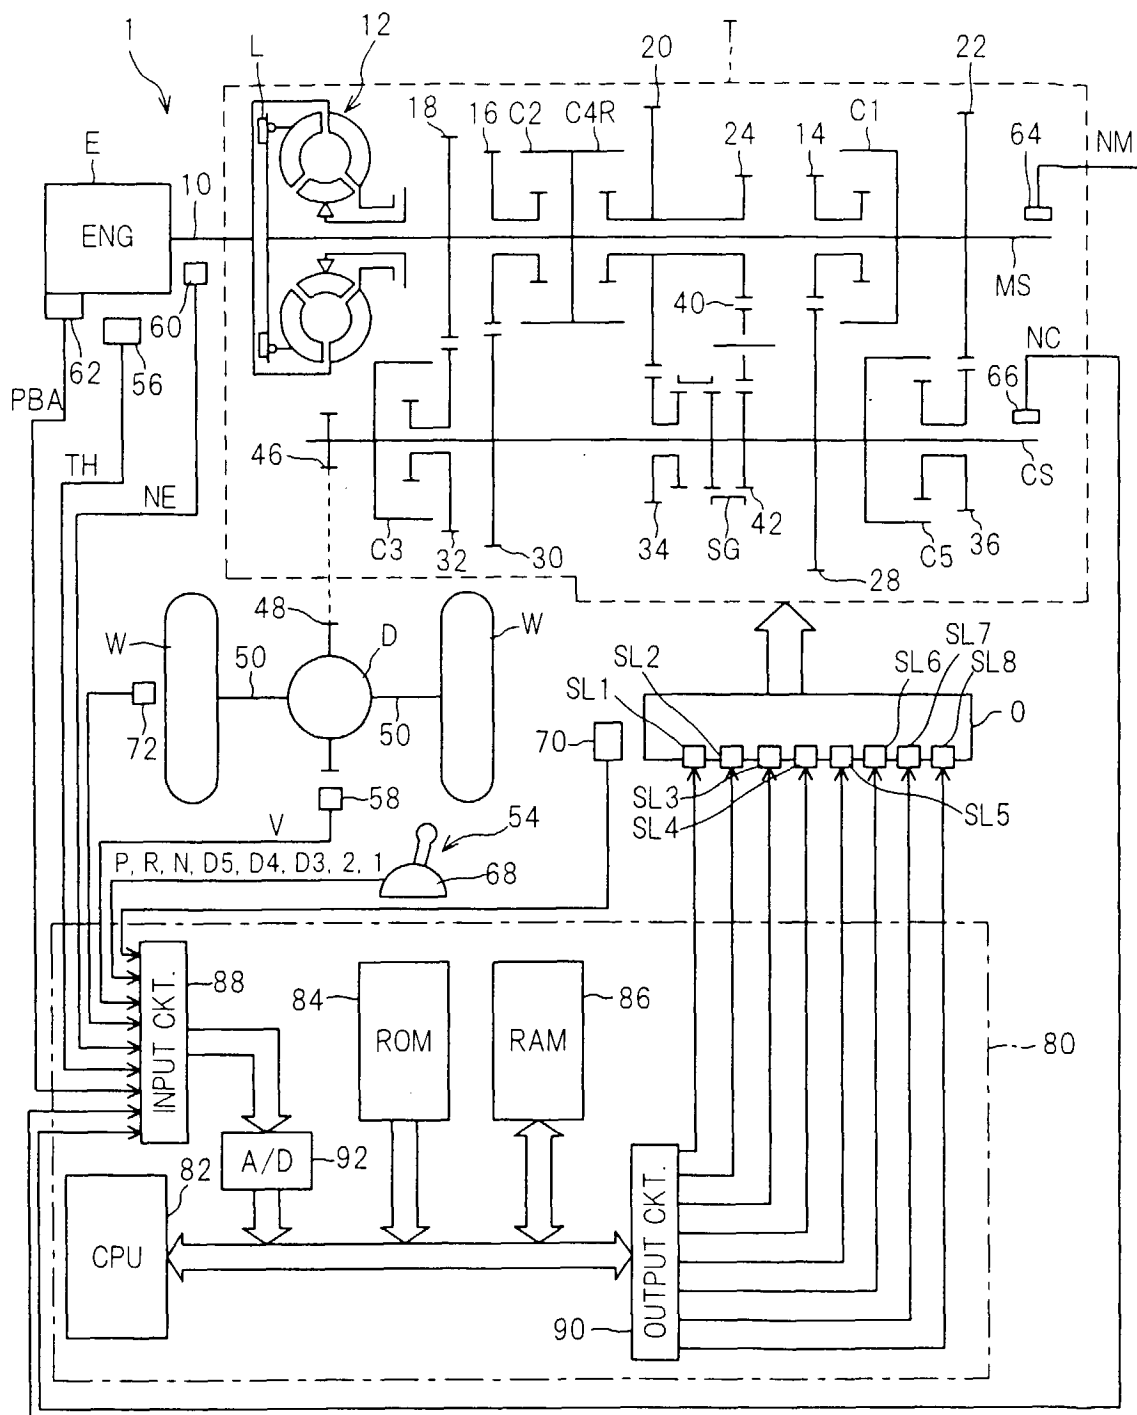 1
L
12
T
20
22
18
16
C2
C4R
24
14
C1
64
NM
E
10
ENG
MS
60
40
NC
62
56
66
PBA
TH
46
CS
NE
C3
32
30
34
SG
42
28
C5
36
48
D
W
W
50
50
72
70
SL1
SL2
SL6
SL7
SL8
O
SL3
SL4
SL5
58
V
54
P, R, N, D5, D4, D3, 2, 1
68
INPUT CKT.
88
84
ROM
86
RAM
80
A/D
92
82
CPU
OUTPUT CKT.
90